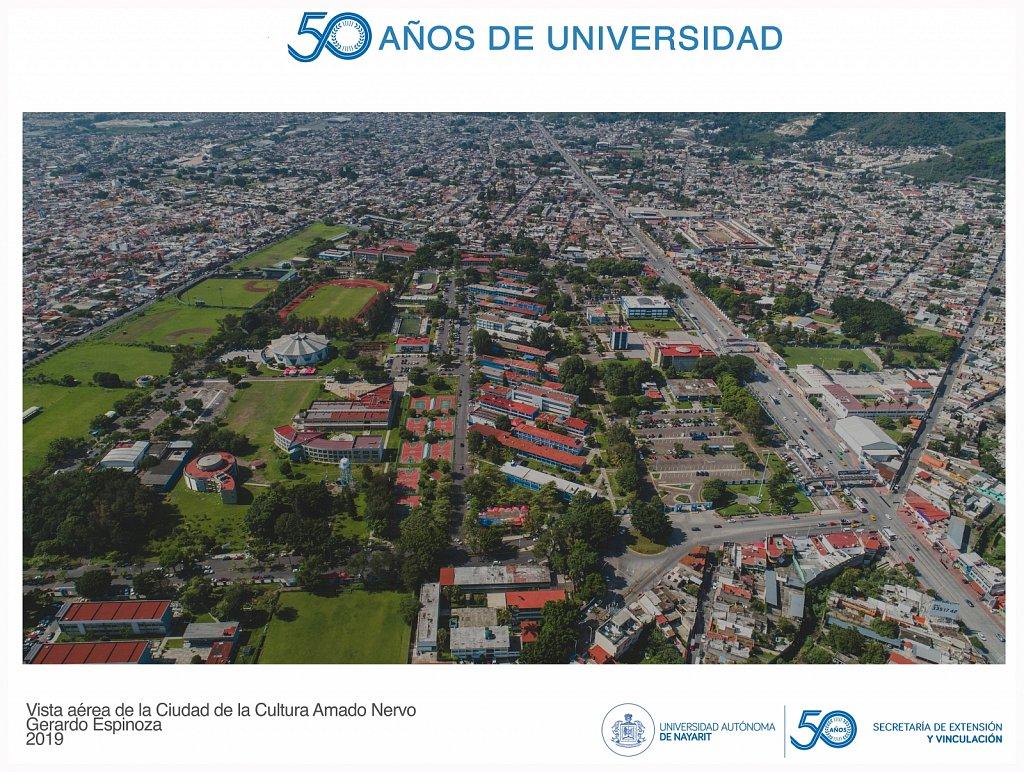 50 AÑOS DE UNIVERSIDAD
Vista aérea de la Ciudad de la Cultura Amado Nervo
Gerardo Espinoza
2019
UNIVERSIDAD AUTÓNOMA
DE NAYARIT
50
AÑOS
SECRETARÍA DE EXTENSIÓN
Y VINCULACIÓN